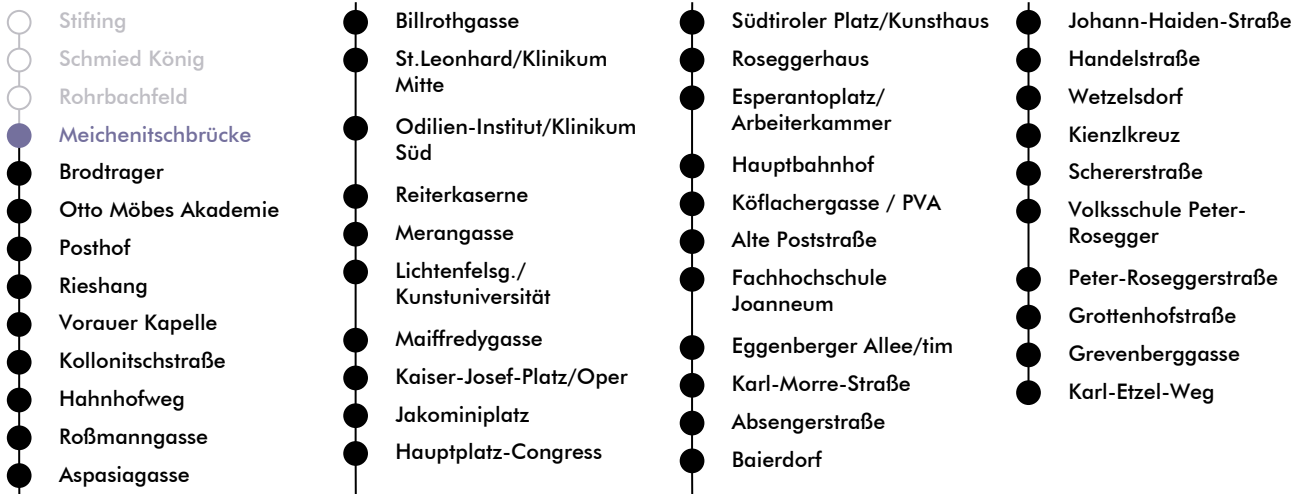 Stifting
Schmied König
Rohrbachfeld
Meichenitschbrücke
Brodtrager
Otto Möbes Akademie
Posthof
Rieshang
Vorauer Kapelle
Kollonitschstraße
Hahnhofweg
Roßmanngasse
Aspasiagasse
Billrothgasse
St.Leonhard/Klinikum
Mitte
Odilien-Institut/Klinikum
Süd
Reiterkaserne
Merangasse
Lichtenfelsg./
Kunstuniversität
Maiffredygasse
Kaiser-Josef-Platz/Oper
Jakominiplatz
Hauptplatz-Congress
Südtiroler Platz/Kunsthaus
Roseggerhaus
Esperantoplatz/
Arbeiterkammer
Hauptbahnhof
Köflachergasse / PVA
Alte Poststraße
Fachhochschule
Joanneum
Eggenberger Allee/tim
Karl-Morre-Straße
Absengerstraße
Baierdorf
Johann-Haiden-Straße
Handelstraße
Wetzelsdorf
Kienzlkreuz
Schererstraße
Volksschule Peter-
Rosegger
Peter-Roseggerstraße
Grottenhofstraße
Grevenberggasse
Karl-Etzel-Weg